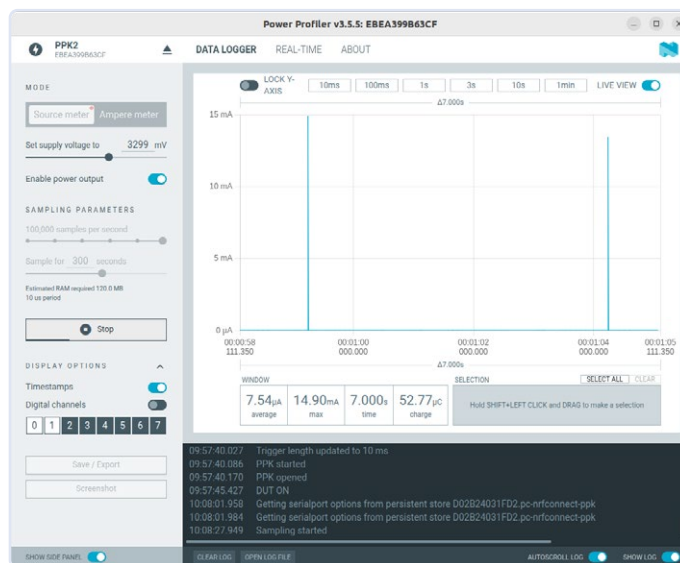 Power Profiler v3.5.5: EBEA399B63CF
PPK2
EBEA399B63CF
DATA LOGGER REAL-TIME ABOUT
MODE
Source meter Ampere meter
Set supply voltage to 3299 mV
Enable power output
SAMPLING PARAMETERS
100,000 samples per second
Sample for 300 seconds
Estimated RAM required 120.0 MB
10 us period
Stop
DISPLAY OPTIONS
Timestamps
Digital channels
0 1 2 3 4 5 6 7
Save / Export
Screenshot
SHOW SIDE PANEL
LOCK Y-
AXIS
10ms 100ms 1s 3s 10s 1min LIVE VIEW
Δ7.000s
15 mA
10 mA
5 mA
0 µA
00:00:58 00:01:00 00:01:02 00:01:04 00:01:05
111.350 000.000 000.000 000.000 111.350
Δ7.000s
WINDOW SELECTION SELECT ALL CLEAR
7.54µA 14.90mA 7.000s 52.77µC
average max time charge
Hold SHIFT+LEFT CLICK and DRAG to make a selection
09:57:40.027 Trigger length updated to 10 ms
09:57:40.086 PPK started
09:57:40.170 PPK opened
09:57:45.427 DUT ON
10:08:01.958 Getting serialport options from persistent store D02B24031FD2.pc-nrfconnect-ppk
10:08:01.984 Getting serialport options from persistent store D02B24031FD2.pc-nrfconnect-ppk
10:08:27.949 Sampling started
CLEAR LOG OPEN LOG FILE AUTOSCROLL LOG SHOW LOG